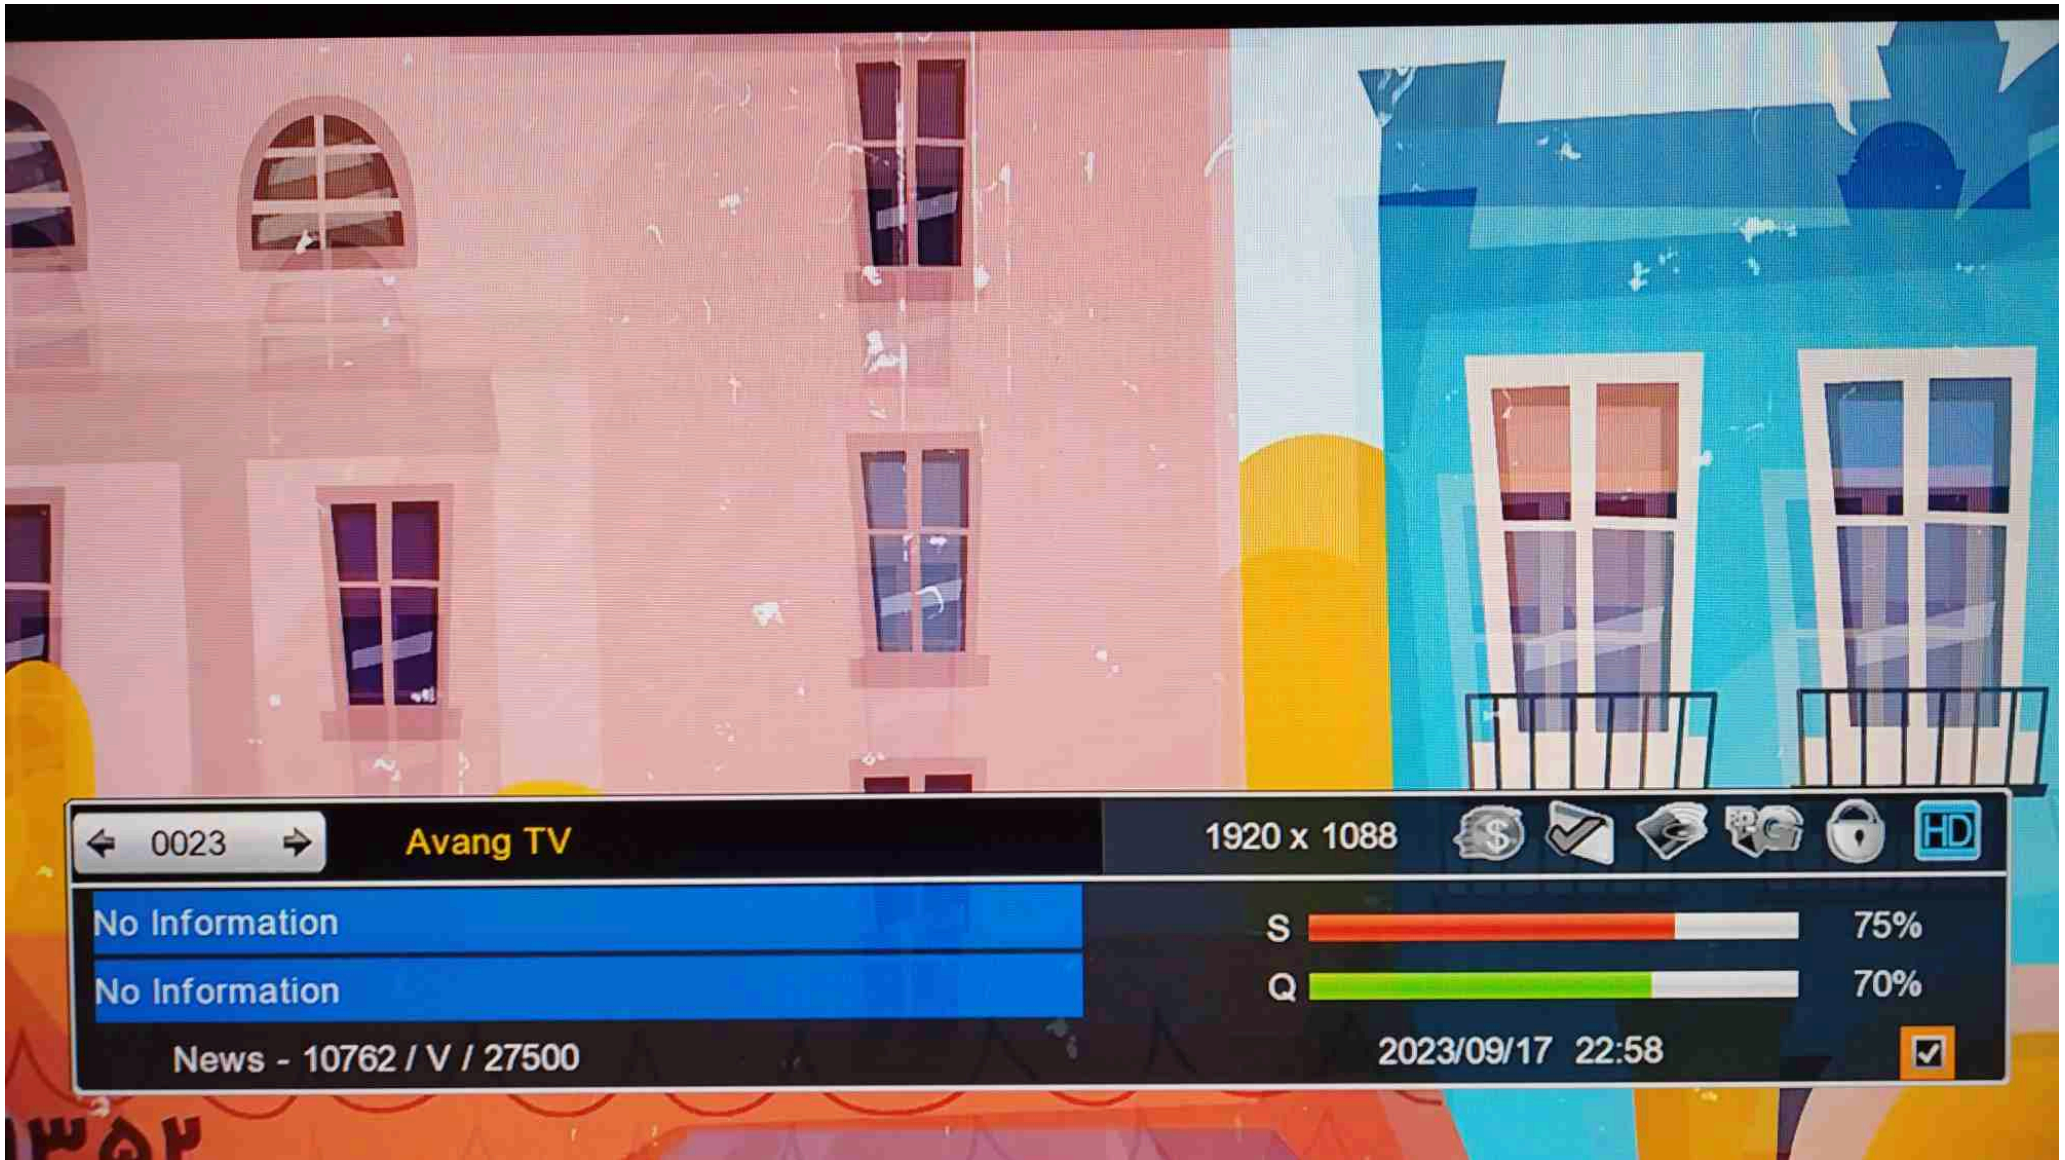 0023
Avang TV
1920 x 1088
HD
No Information
S
75%
No Information
Q
70%
News - 10762 / V / 27500
2023/09/17 22:58
۱۳۵۲